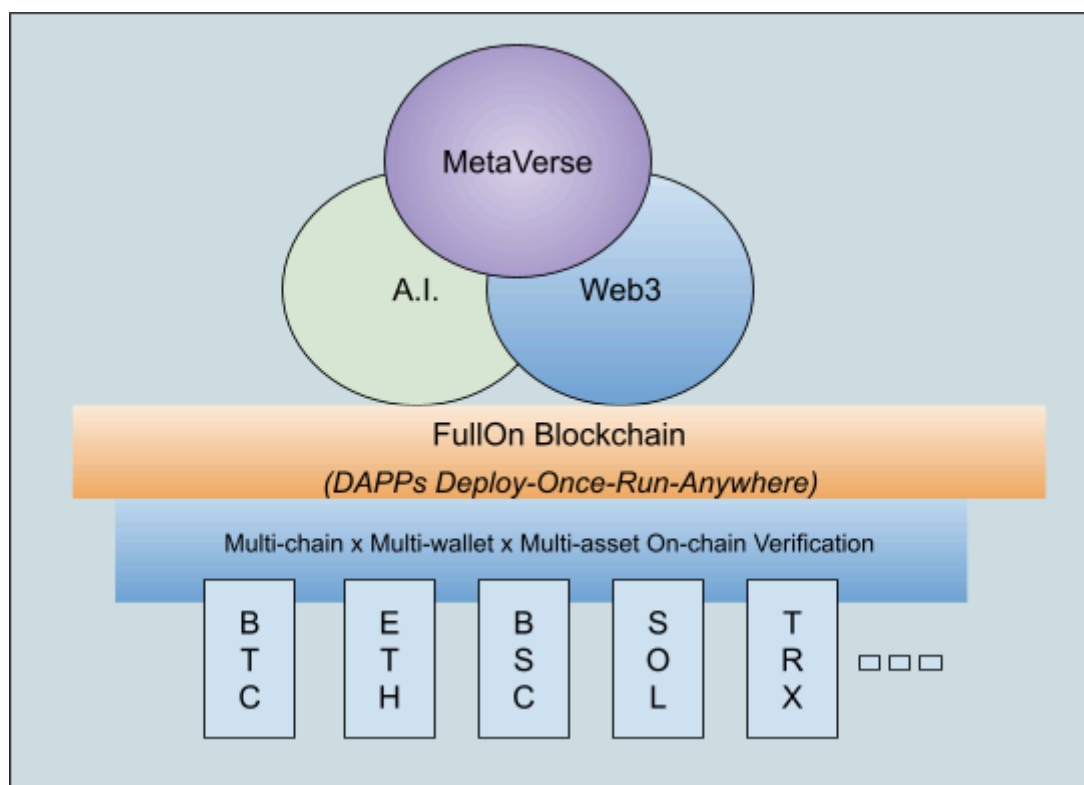 MetaVerse
A.I.
Web3
FullOn Blockchain
(DAPPs Deploy-Once-Run-Anywhere)
Multi-chain x Multi-wallet x Multi-asset On-chain Verification
BTC
ETH
BSC
SOL
TRX